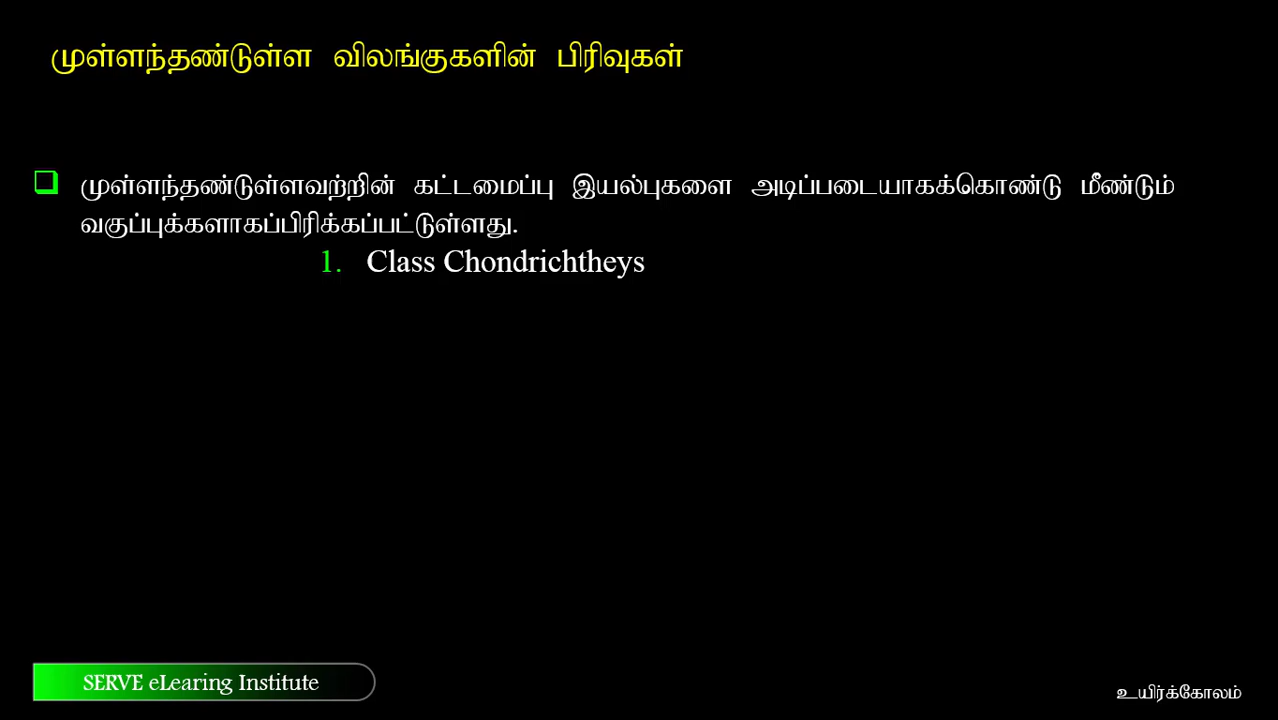 முள்ளந்தண்டுள்ள விலங்குகளின் பிரிவுகள்
முள்ளந்தண்டுள்ளவற்றின் கட்டமைப்பு இயல்புகளை அடிப்படையாகக்கொண்டு மீண்டும்
வகுப்புக்களாகப்பிரிக்கப்பட்டுள்ளது.
1. Class Chondrichtheys
SERVE eLearing Institute
உயிர்க்கோலம்